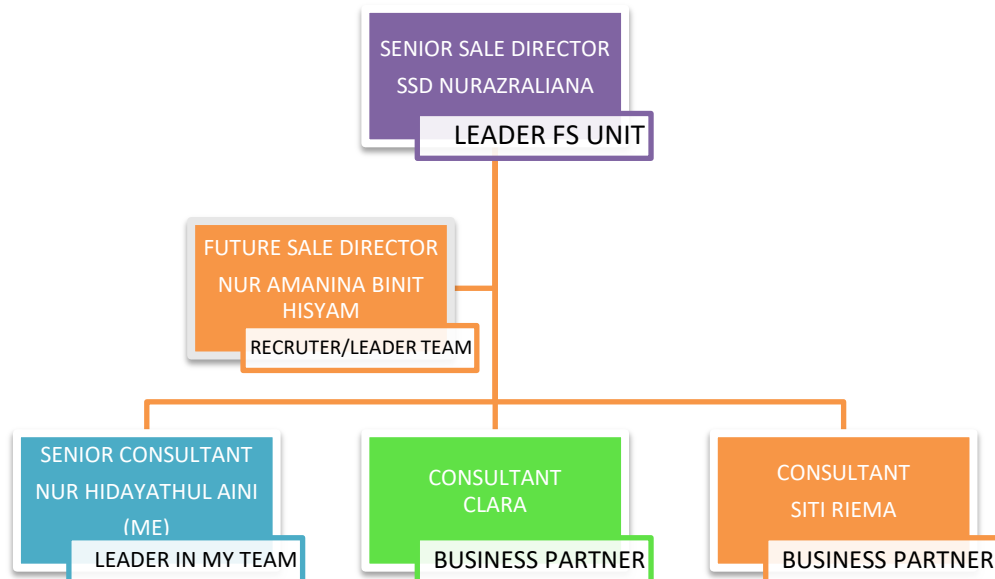 SENIOR SALE DIRECTOR
SSD NURAZRALIANA
LEADER FS UNIT
FUTURE SALE DIRECTOR
NUR AMANINA BINIT
HISYAM
RECRUTER/LEADER TEAM
SENIOR CONSULTANT
NUR HIDAYATHUL AINI
(ME)
LEADER IN MY TEAM
CONSULTANT
CLARA
BUSINESS PARTNER
CONSULTANT
SITI RIEMA
BUSINESS PARTNER